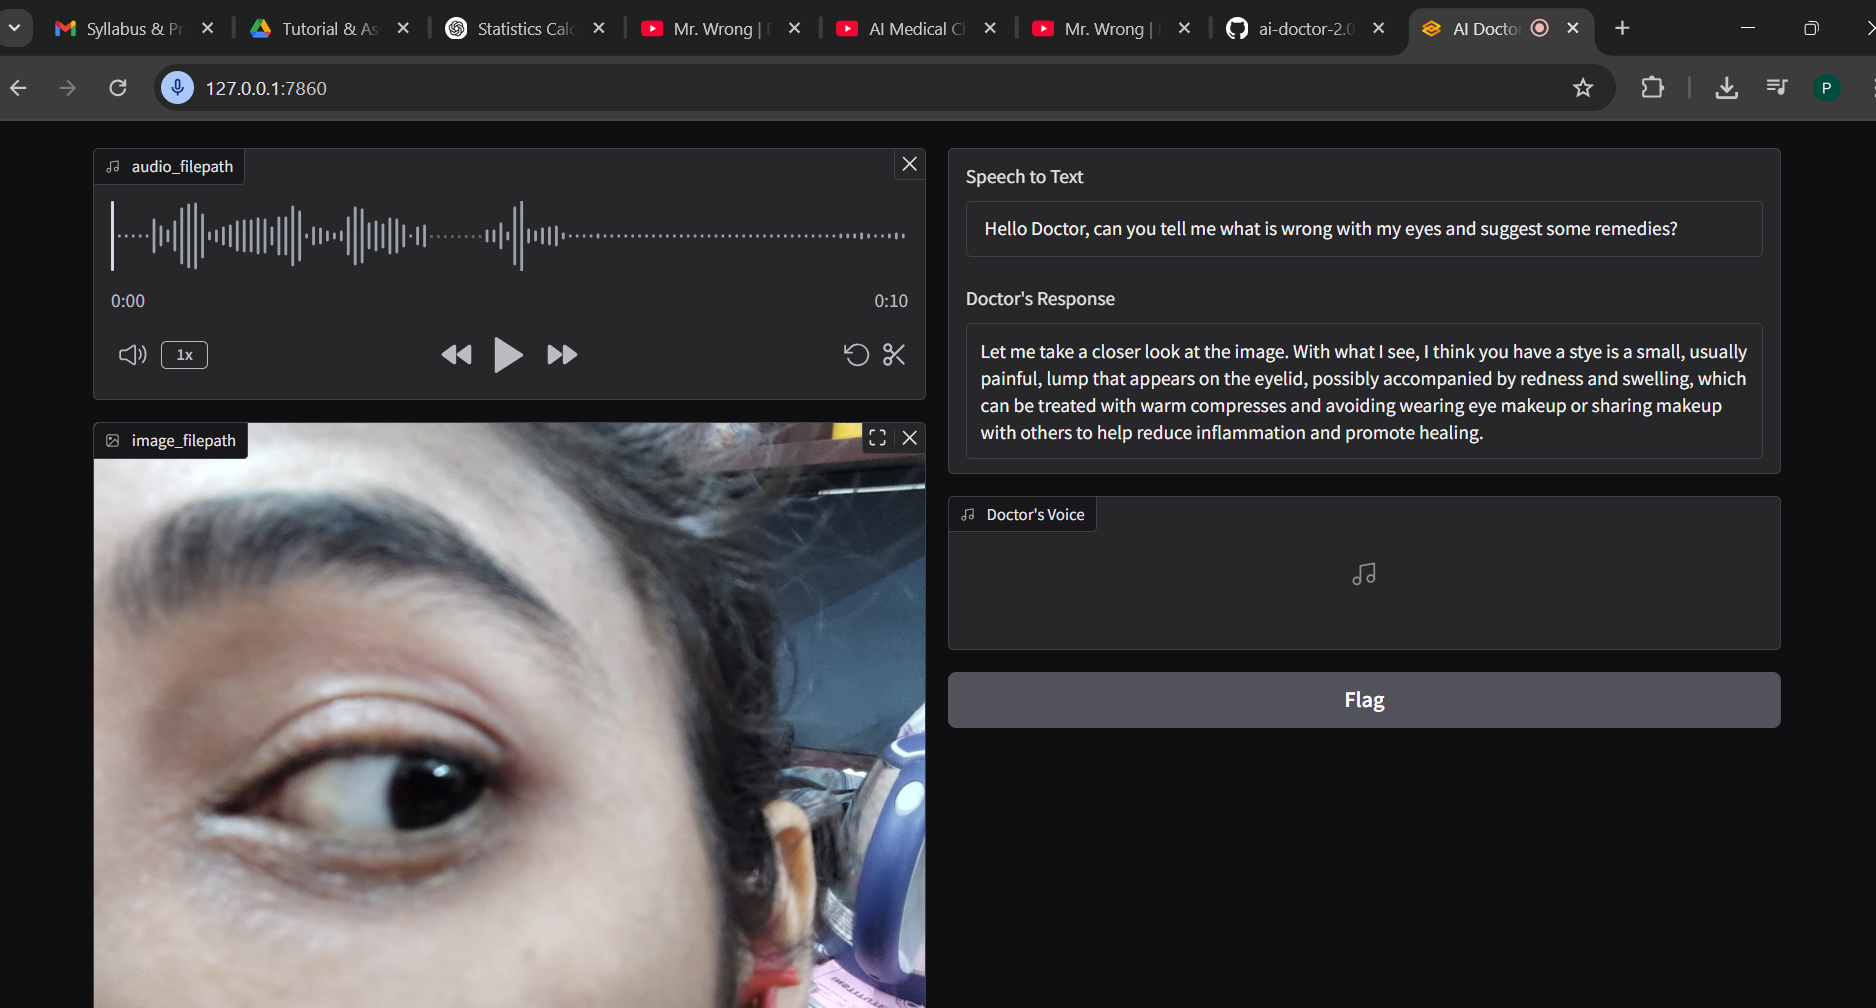 Syllabus & Pr
Tutorial & As
Statistics Calc
Mr. Wrong |
AI Medical C
Mr. Wrong |
ai-doctor-2.0
AI Docto
127.0.0.1:7860
P
audio_filepath
0:00
0:10
1x
image_filepath
Speech to Text
Hello Doctor, can you tell me what is wrong with my eyes and suggest some remedies?
Doctor's Response
Let me take a closer look at the image. With what I see, I think you have a stye is a small, usually
painful, lump that appears on the eyelid, possibly accompanied by redness and swelling, which
can be treated with warm compresses and avoiding wearing eye makeup or sharing makeup
with others to help reduce inflammation and promote healing.
Doctor's Voice
Flag